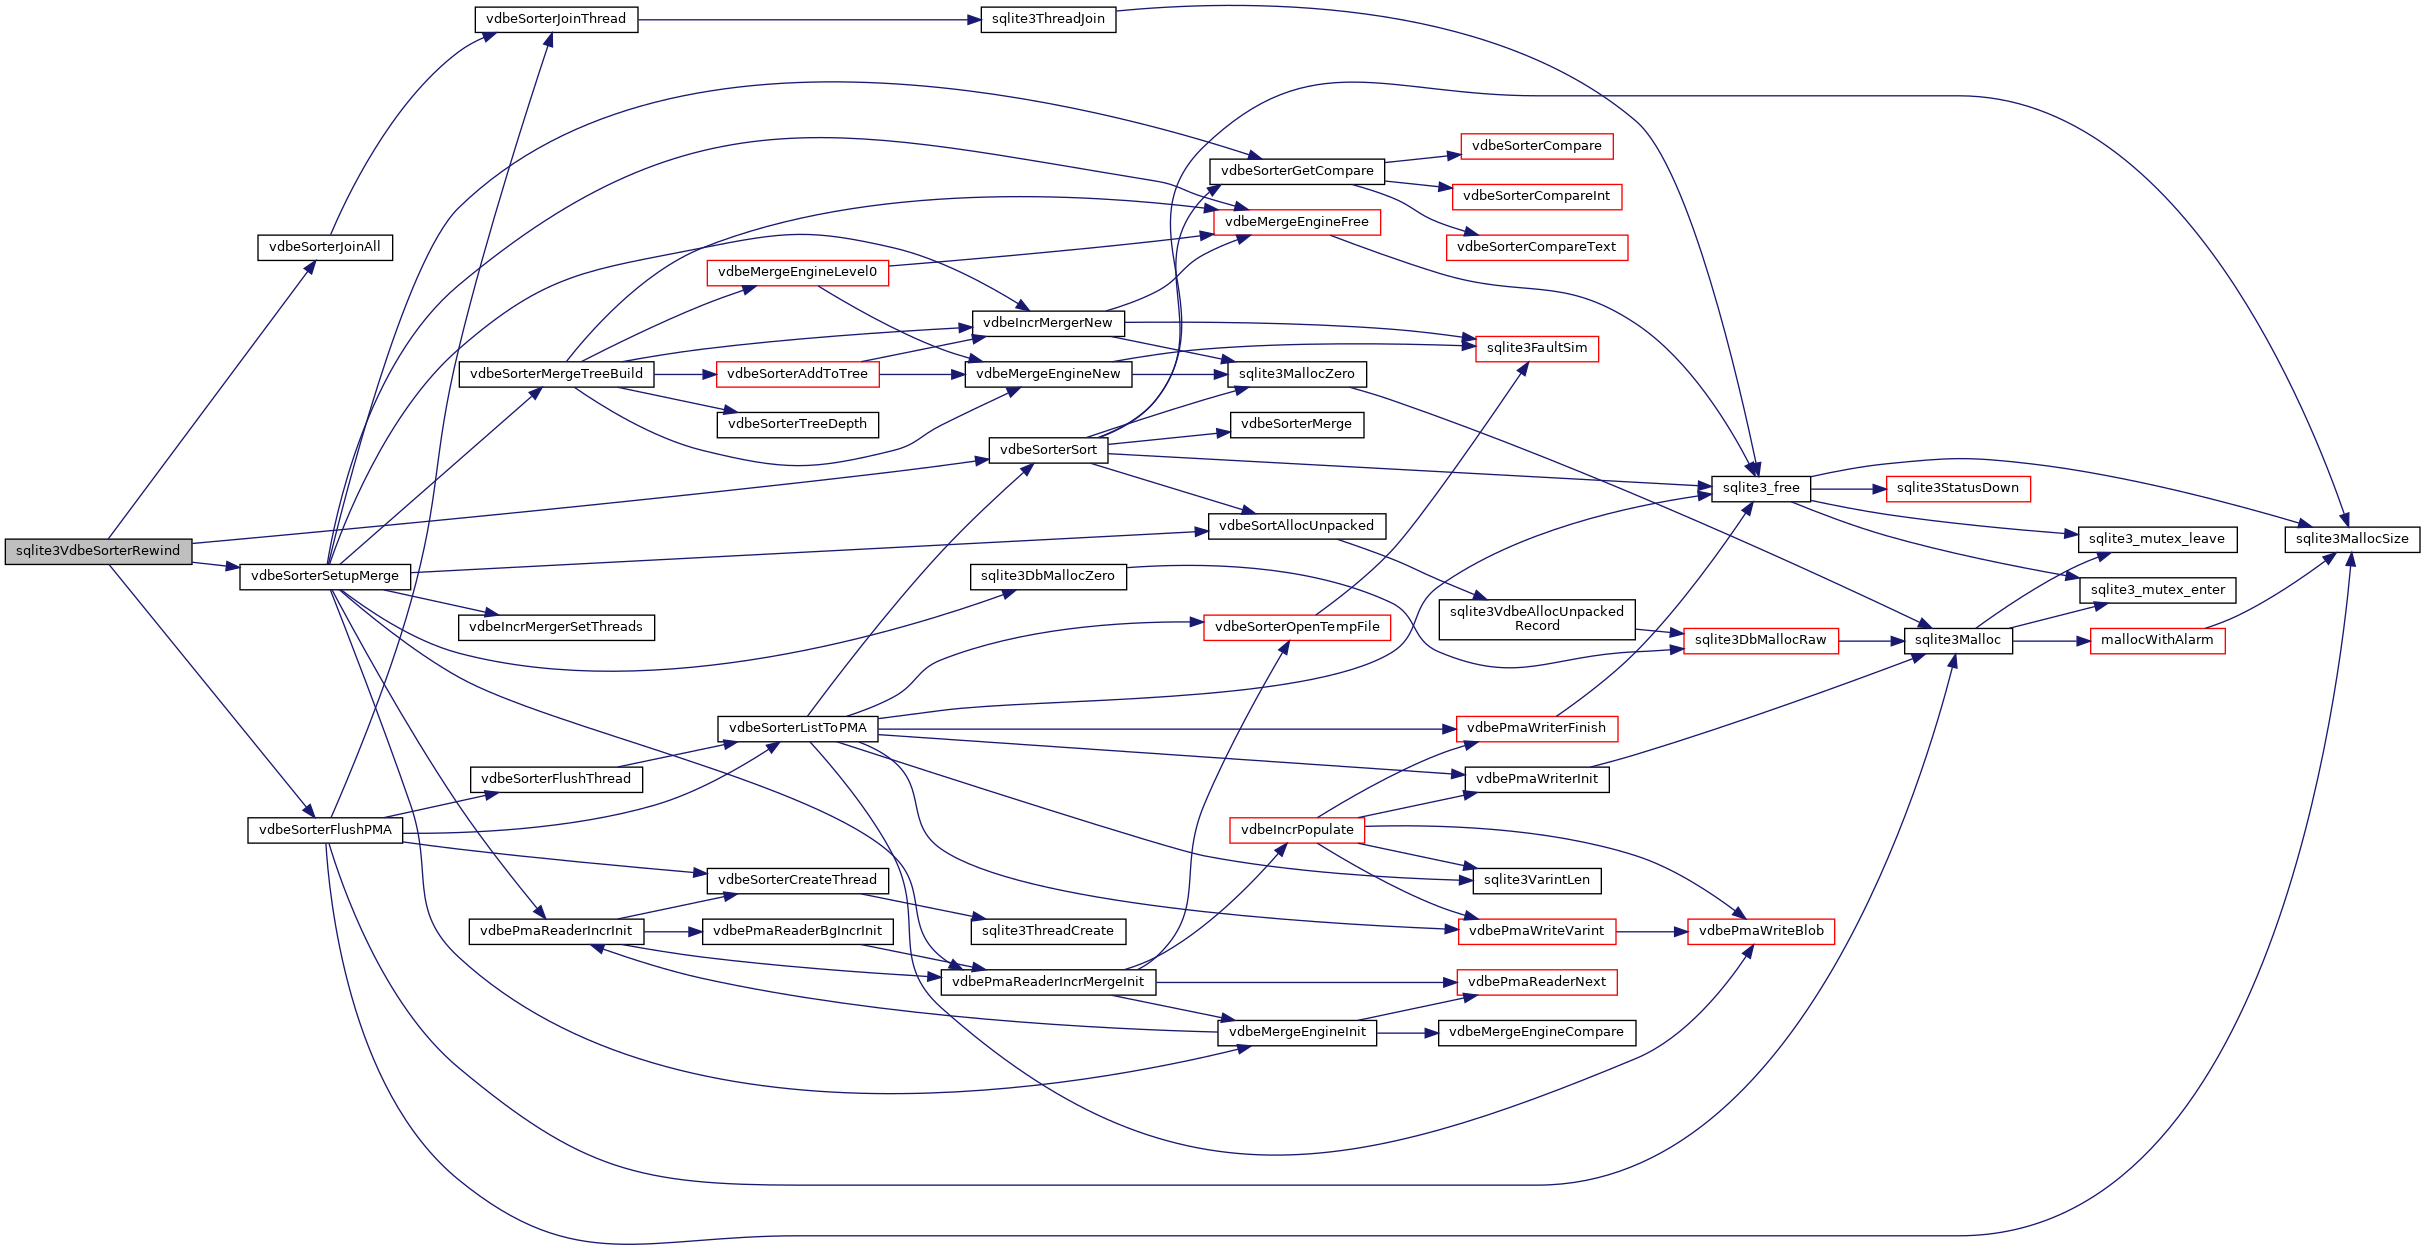 vdbeSorterJoinThread
sqlite3ThreadJoin
vdbeSorterCompare
vdbeSorterGetCompare
vdbeSorterCompareInt
vdbeMergeEngineFree
vdbeSorterJoinAll
vdbeSorterCompareText
vdbeMergeEngineLevel0
vdbeIncrMergerNew
sqlite3FaultSim
vdbeSorterMergeTreeBuild
vdbeSorterAddToTree
vdbeMergeEngineNew
sqlite3MallocZero
vdbeSorterTreeDepth
vdbeSorterMerge
vdbeSorterSort
sqlite3_free
sqlite3StatusDown
vdbeSortAllocUnpacked
sqlite3_mutex_leave
sqlite3MallocSize
sqlite3VdbeSorterRewind
vdbeSorterSetupMerge
sqlite3DbMallocZero
sqlite3_mutex_enter
sqlite3VdbeAllocUnpacked
Record
vdbeIncrMergerSetThreads
vdbeSorterOpenTempFile
sqlite3DbMallocRaw
sqlite3Malloc
mallocWithAlarm
vdbeSorterListToPMA
vdbePmaWriterFinish
vdbeSorterFlushThread
vdbePmaWriterInit
vdbeSorterFlushPMA
vdbeIncrPopulate
vdbeSorterCreateThread
sqlite3VarintLen
vdbePmaReaderIncrInit
vdbePmaReaderBgIncrInit
sqlite3ThreadCreate
vdbePmaWriteVarint
vdbePmaWriteBlob
vdbePmaReaderIncrMergeInit
vdbePmaReaderNext
vdbeMergeEngineInit
vdbeMergeEngineCompare